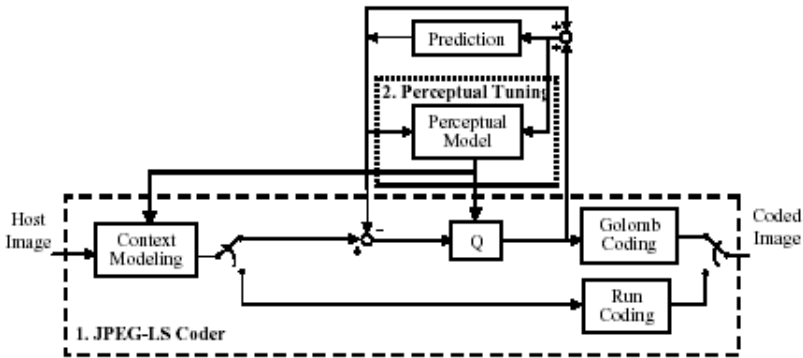 Prediction
2. Perceptual Tuning
Perceptual
Model
Host
Image
Context
Modeling
Q
Golomb
Coding
Coded
Image
Run
Coding
1. JPEG-LS Coder
+
+
−
+